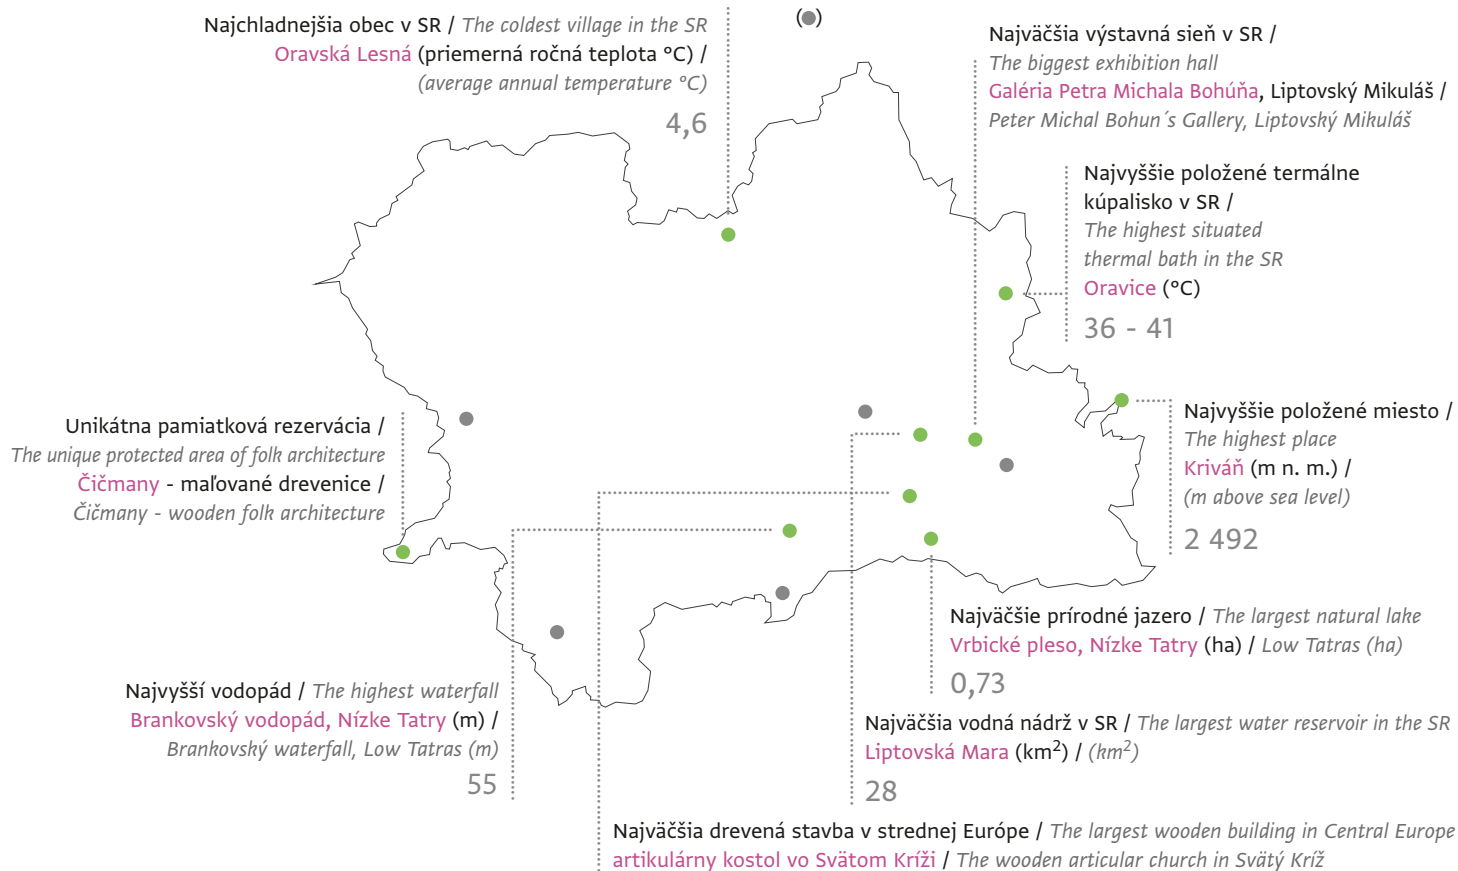 Najchladnejšia obec v SR / The coldest village in the SR
Oravská Lesná (priemerná ročná teplota °C) /
(average annual temperature °C)
4,6
( )
Najväčšia výstavná sieň v SR /
The biggest exhibition hall
Galéria Petra Michala Bohúňa, Liptovský Mikuláš /
Peter Michal Bohun´s Gallery, Liptovský Mikuláš
Najvyššie položené termálne
kúpalisko v SR /
The highest situated
thermal bath in the SR
Oravice (°C)
36 - 41
Najvyššie položené miesto /
The highest place
Kriváň (m n. m.) /
(m above sea level)
2 492
Unikátna pamiatková rezervácia /
The unique protected area of folk architecture
Čičmany - maľované drevenice /
Čičmany - wooden folk architecture
Najväčšie prírodné jazero / The largest natural lake
Vrbické pleso, Nízke Tatry (ha) / Low Tatras (ha)
0,73
Najvyšší vodopád / The highest waterfall
Brankovský vodopád, Nízke Tatry (m) /
Brankovský waterfall, Low Tatras (m)
55
Najväčšia vodná nádrž v SR / The largest water reservoir in the SR
Liptovská Mara (km²) / (km²)
28
Najväčšia drevená stavba v strednej Európe / The largest wooden building in Central Europe
artikulárny kostol vo Svätom Kríži / The wooden articular church in Svätý Kríž